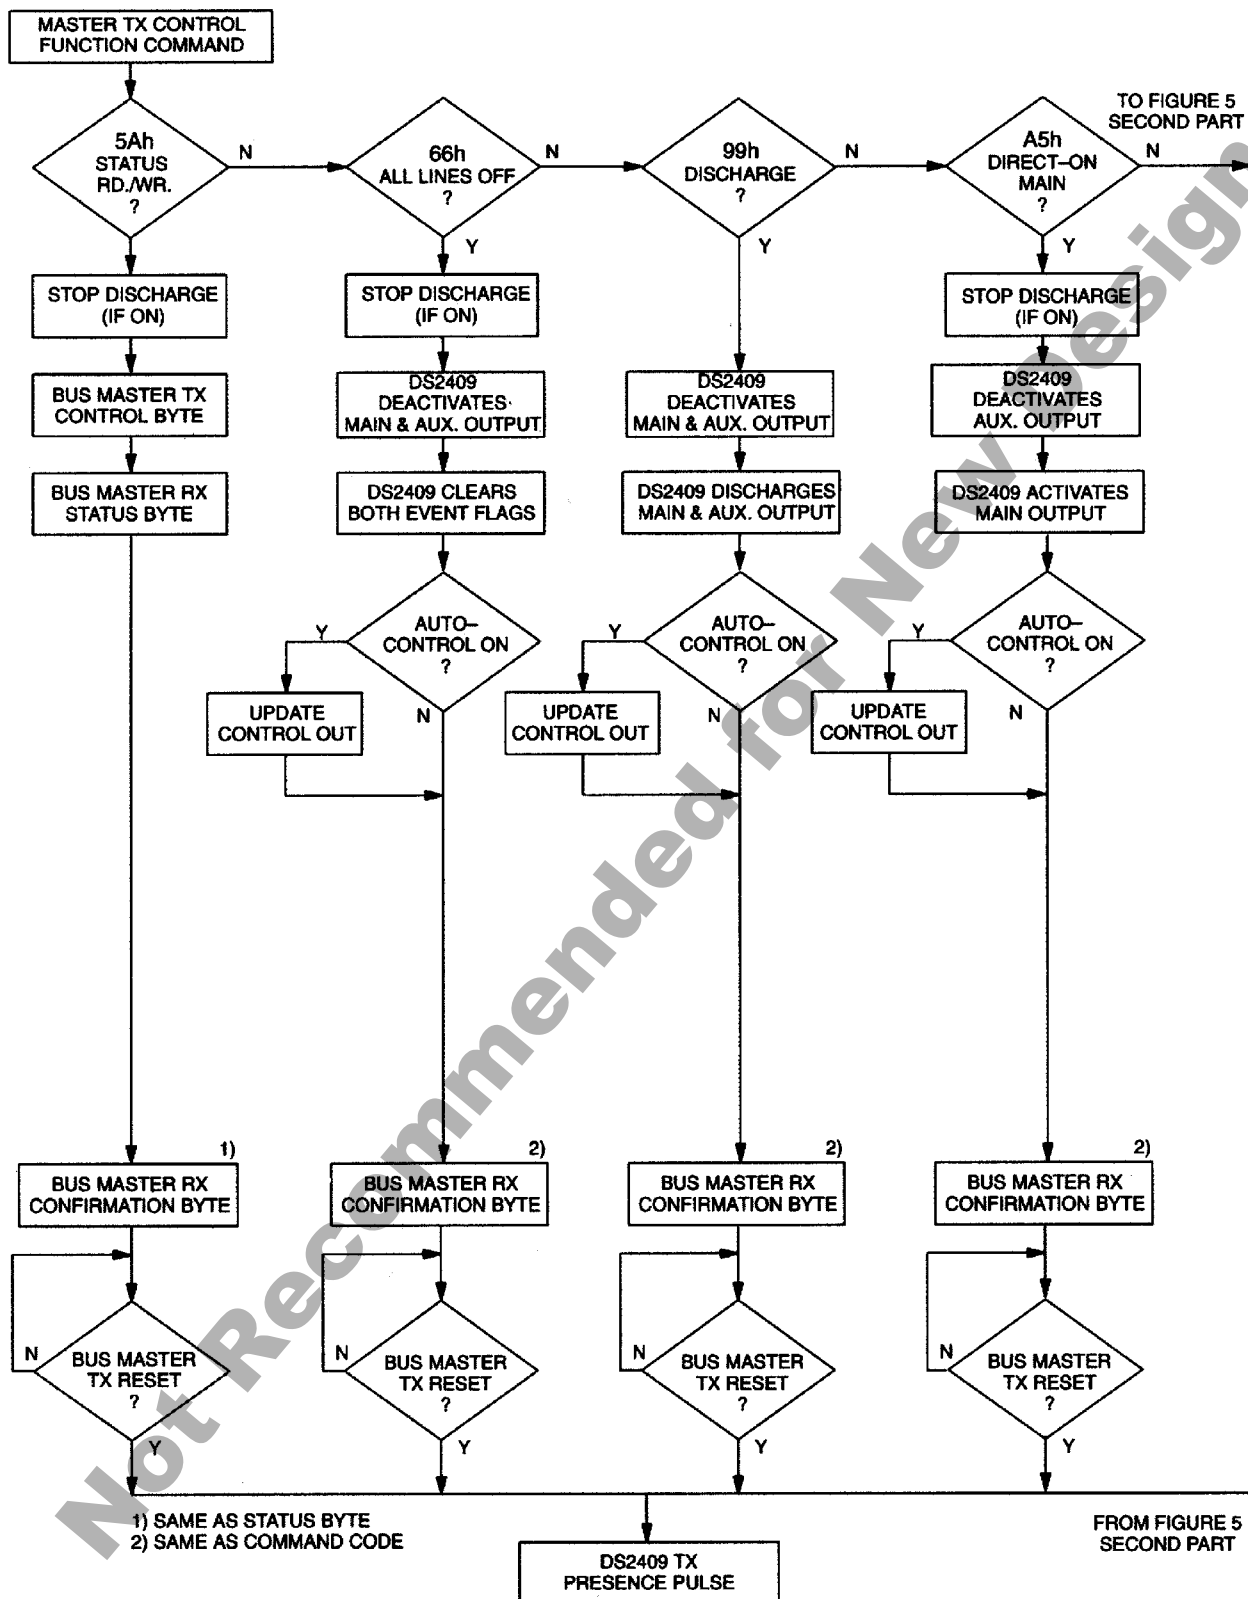 MASTER TX CONTROL
FUNCTION COMMAND
TO FIGURE 5
SECOND PART
5Ah
STATUS
RD./WR.
?
N
66h
ALL LINES OFF
?
N
Y
99h
DISCHARGE
?
N
Y
A5h
DIRECT–ON
MAIN
?
N
Y
STOP DISCHARGE
(IF ON)
STOP DISCHARGE
(IF ON)
STOP DISCHARGE
(IF ON)
BUS MASTER TX
CONTROL BYTE
DS2409
DEACTIVATES
MAIN & AUX. OUTPUT
DS2409
DEACTIVATES
MAIN & AUX. OUTPUT
DS2409
DEACTIVATES
AUX. OUTPUT
BUS MASTER RX
STATUS BYTE
DS2409 CLEARS
BOTH EVENT FLAGS
DS2409 DISCHARGES
MAIN & AUX. OUTPUT
DS2409 ACTIVATES
MAIN OUTPUT
Y
AUTO–
CONTROL ON
?
N
Y
AUTO–
CONTROL ON
?
N
Y
AUTO–
CONTROL ON
?
N
UPDATE
CONTROL OUT
UPDATE
CONTROL OUT
UPDATE
CONTROL OUT
1)
2)
2)
2)
BUS MASTER RX
CONFIRMATION BYTE
BUS MASTER RX
CONFIRMATION BYTE
BUS MASTER RX
CONFIRMATION BYTE
BUS MASTER RX
CONFIRMATION BYTE
N
BUS MASTER
TX RESET
?
Y
N
BUS MASTER
TX RESET
?
Y
N
BUS MASTER
TX RESET
?
Y
N
BUS MASTER
TX RESET
?
Y
1) SAME AS STATUS BYTE
2) SAME AS COMMAND CODE
FROM FIGURE 5
SECOND PART
DS2409 TX
PRESENCE PULSE
Not Recommended for New Design